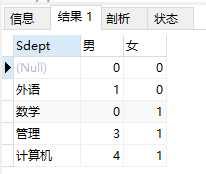 信息 结果 1 剖析 状态
Sdept 男 女
(Null) 0 0
外语 1 0
数学 0 1
管理 3 1
计算机 4 1